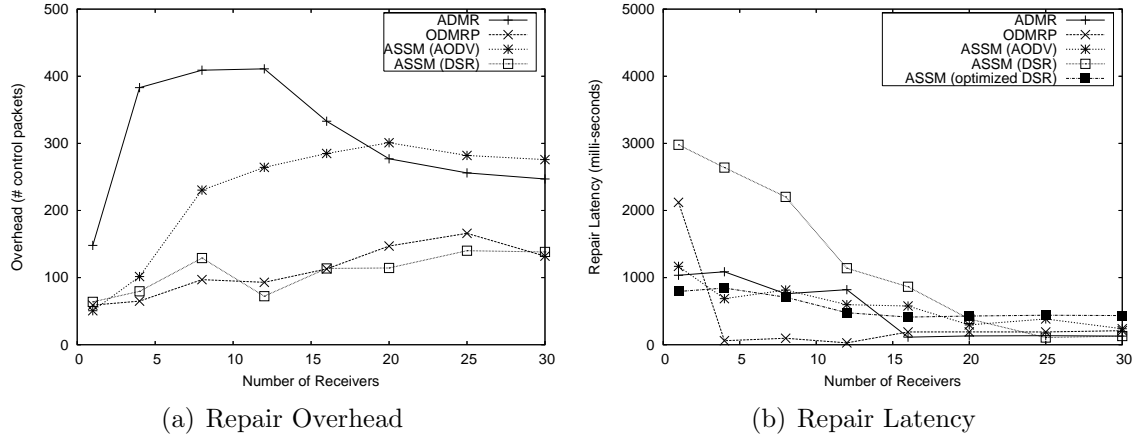 500
400
300
200
100
0
Overhead (# control packets)
0 5 10 15 20 25 30
Number of Receivers
ADMR
ODMRP
ASSM (AODV)
ASSM (DSR)
(a) Repair Overhead
5000
4000
3000
2000
1000
0
Repair Latency (milli-seconds)
0 5 10 15 20 25 30
Number of Receivers
ADMR
ODMRP
ASSM (AODV)
ASSM (DSR)
ASSM (optimized DSR)
(b) Repair Latency